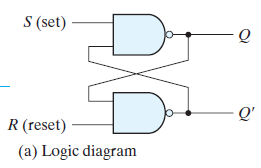 S (set)
Q
R (reset)
Q'
(a) Logic diagram